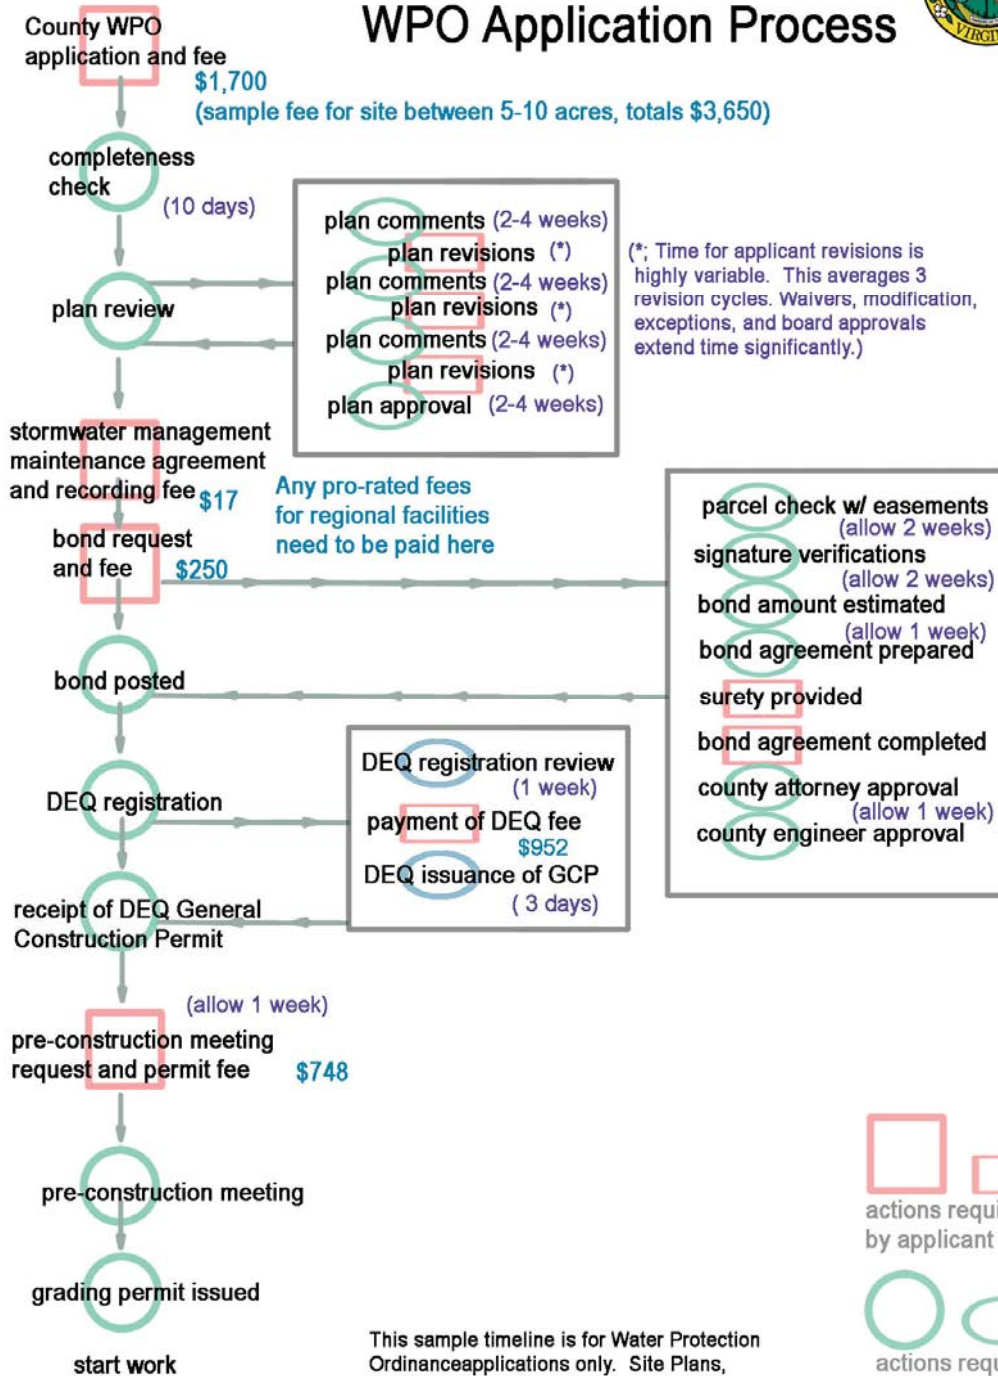 WPO Application Process
VIRGINIA
County WPO
application and fee
$1,700
(sample fee for site between 5-10 acres, totals $3,650)
completeness
check
(10 days)
plan review
plan comments (2-4 weeks)
plan revisions (*)
plan comments (2-4 weeks)
plan revisions (*)
plan comments (2-4 weeks)
plan revisions (*)
plan approval (2-4 weeks)
(*; Time for applicant revisions is
highly variable. This averages 3
revision cycles. Waivers, modification,
exceptions, and board approvals
extend time significantly.)
stormwater management
maintenance agreement
and recording fee $17
Any pro-rated fees
for regional facilities
need to be paid here
bond request
and fee $250
parcel check w/ easements
(allow 2 weeks)
signature verifications
(allow 2 weeks)
bond amount estimated
(allow 1 week)
bond agreement prepared
surety provided
bond agreement completed
county attorney approval
(allow 1 week)
county engineer approval
bond posted
DEQ registration
DEQ registration review
(1 week)
payment of DEQ fee
$952
DEQ issuance of GCP
( 3 days)
receipt of DEQ General
Construction Permit
(allow 1 week)
pre-construction meeting
request and permit fee $748
pre-construction meeting
grading permit issued
start work
This sample timeline is for Water Protection
Ordinanceapplications only. Site Plans,
actions requi
by applicant
actions requ